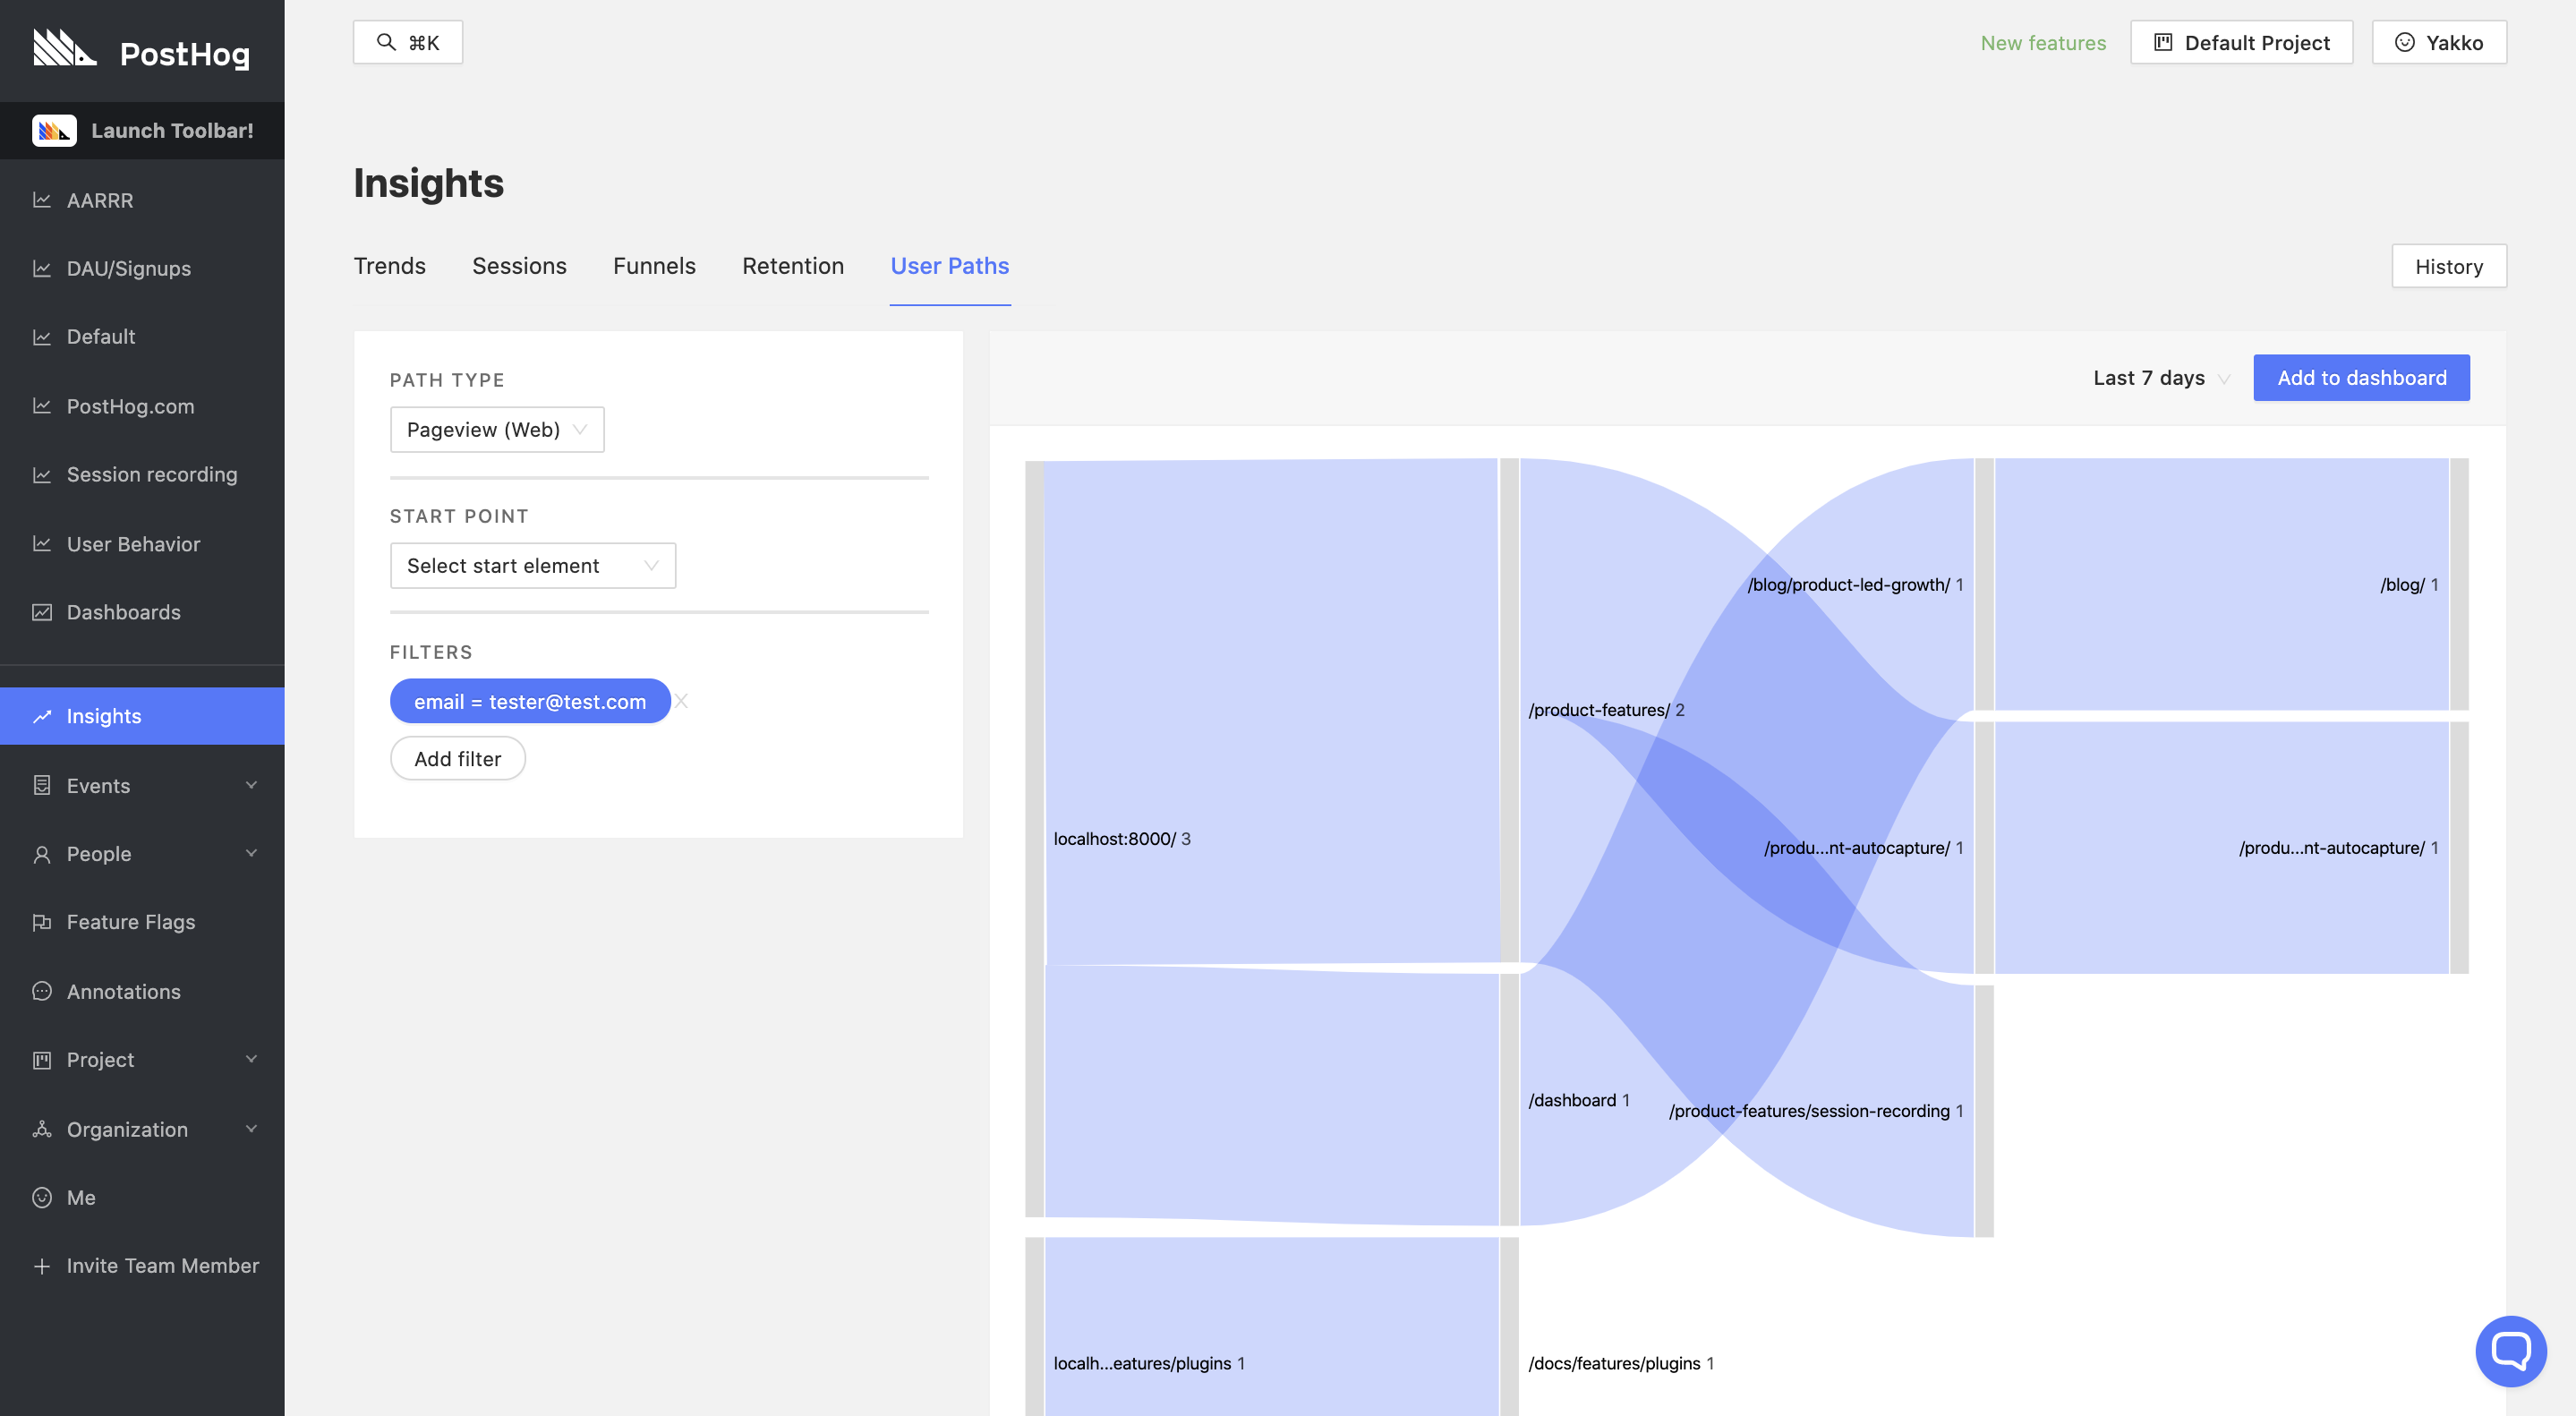 PostHog
Launch Toolbar!
AARRR
DAU/Signups
Default
PostHog.com
Session recording
User Behavior
Dashboards
Insights
Events
People
Feature Flags
Annotations
Project
Organization
Me
Invite Team Member
⌘K
New features
Default Project
Yakko
Insights
Trends
Sessions
Funnels
Retention
User Paths
History
PATH TYPE
Pageview (Web)
START POINT
Select start element
FILTERS
email = tester@test.com
Add filter
Last 7 days
Add to dashboard
localhost:8000/ 3
localh...eatures/plugins 1
/product-features/ 2
/dashboard 1
/docs/features/plugins 1
/blog/product-led-growth/ 1
/produ...nt-autocapture/ 1
/product-features/session-recording 1
/blog/ 1
/produ...nt-autocapture/ 1